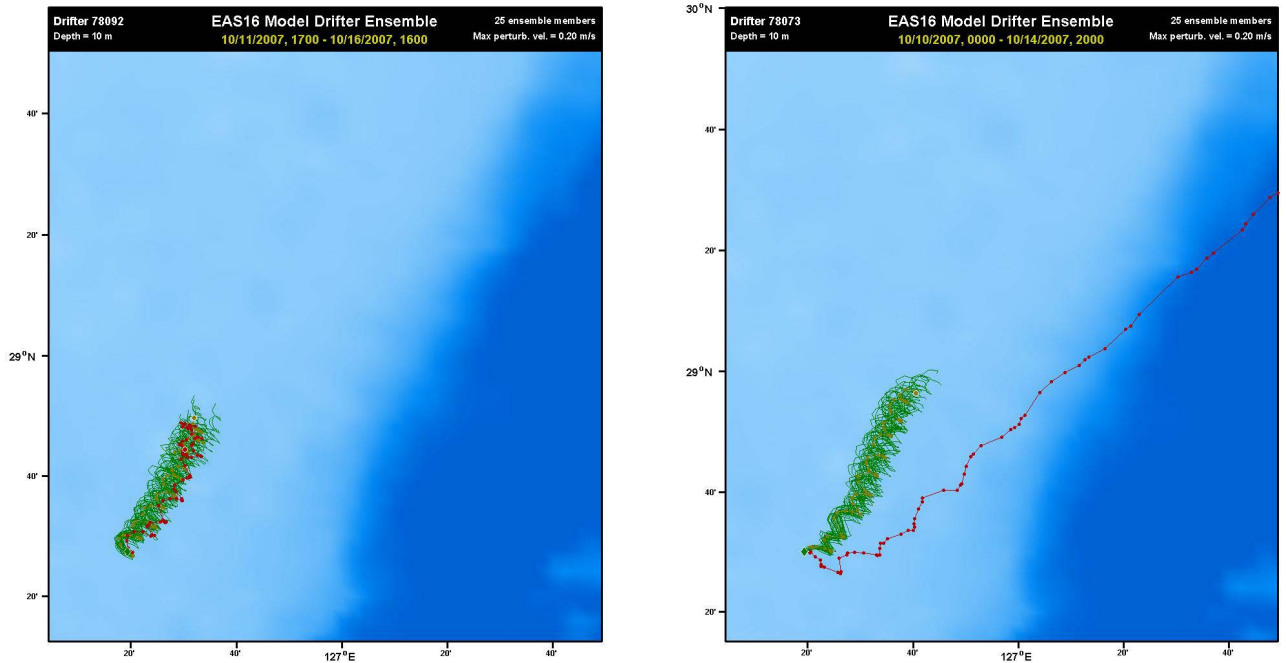 Drifter 78092
EAS16 Model Drifter Ensemble
25 ensemble members
Depth = 10 m
10/11/2007, 1700 - 10/16/2007, 1600
Max perturb. vel. = 0.20 m/s
40'
20'
29°N
40'
20'
20'
40'
127°E
20'
40'
30°N
Drifter 78073
EAS16 Model Drifter Ensemble
25 ensemble members
Depth = 10 m
10/10/2007, 0000 - 10/14/2007, 2000
Max perturb. vel. = 0.20 m/s
40'
20'
29°N
40'
20'
20'
40'
127°E
20'
40'